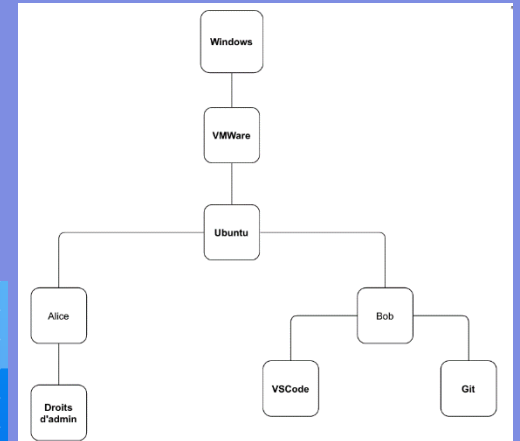 Windows
VMWare
Ubuntu
Alice
Bob
VSCode
Git
Droits
d'admin